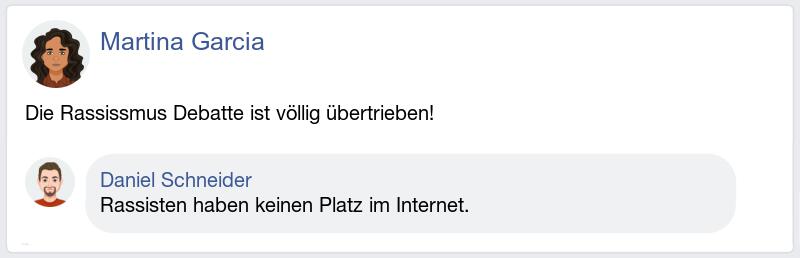 Martina Garcia
Die Rassissmus Debatte ist völlig übertrieben!
Daniel Schneider
Rassisten haben keinen Platz im Internet.